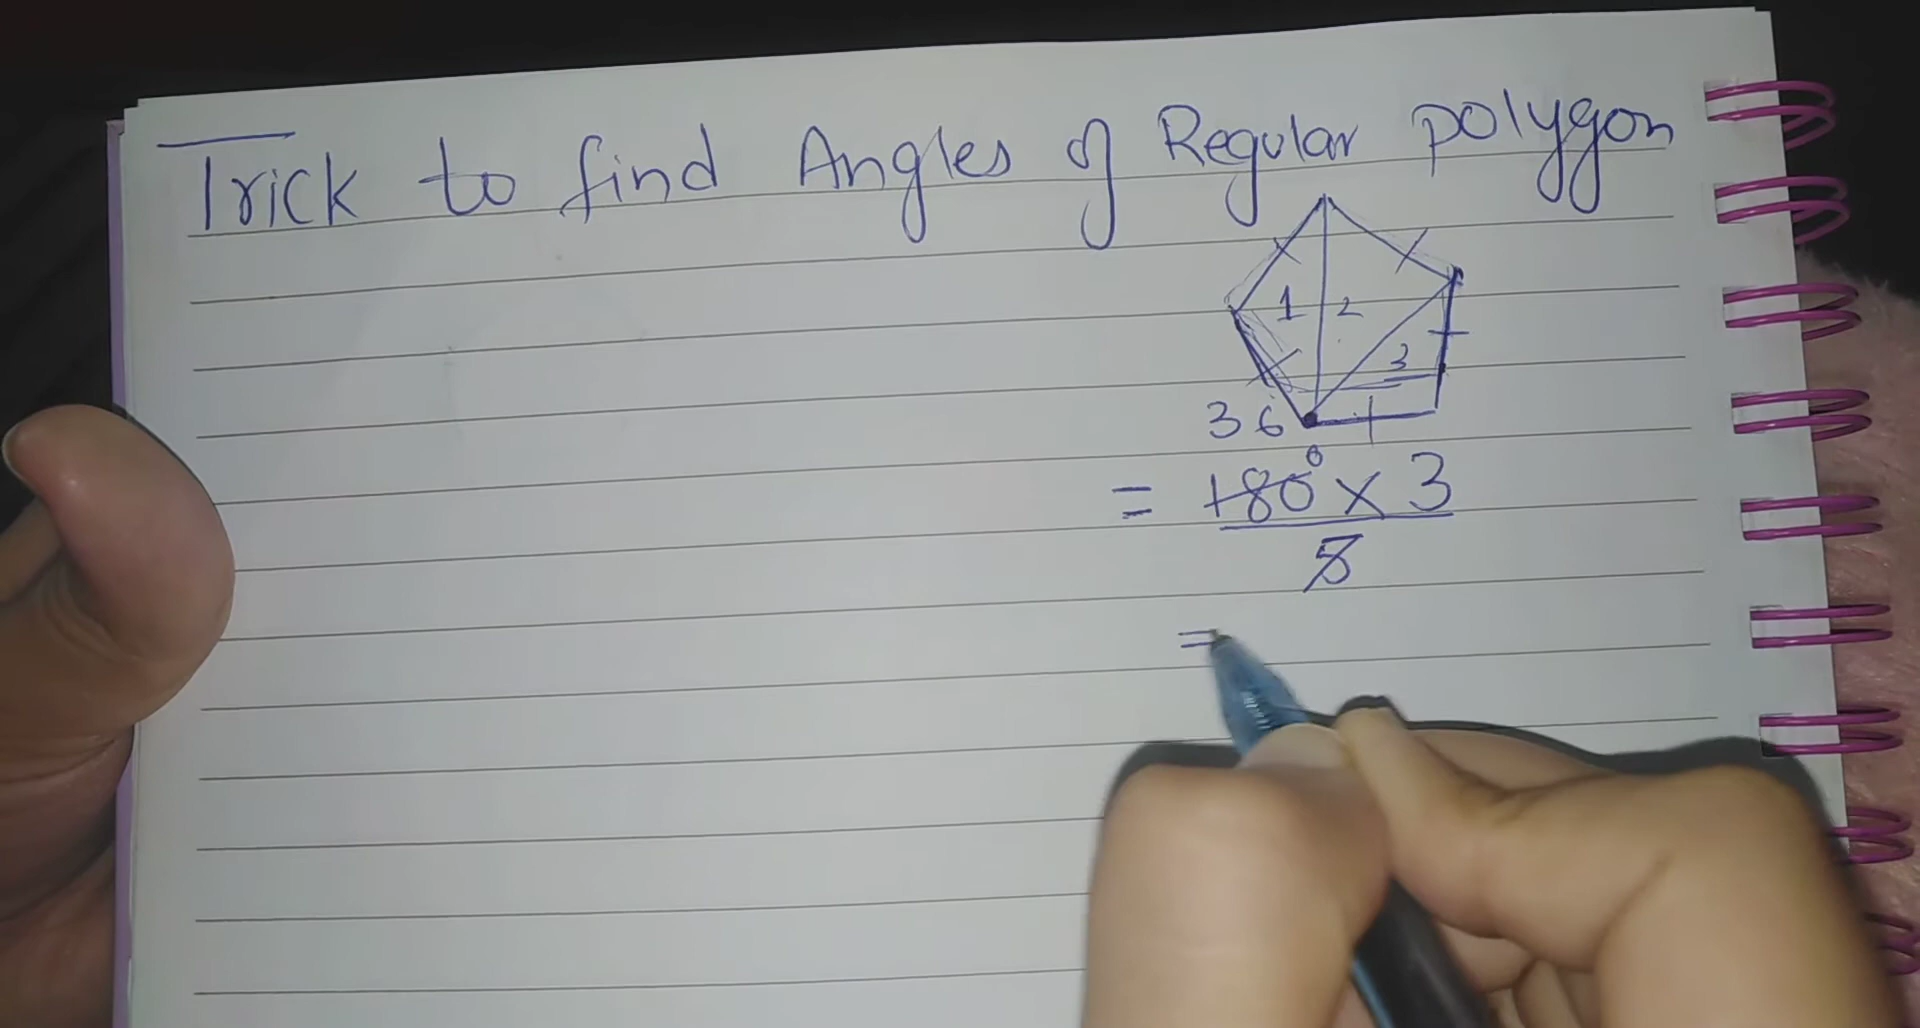 Trick to find Angles of Regular polygon
1 2
3
36
= 180° x 3
5
=